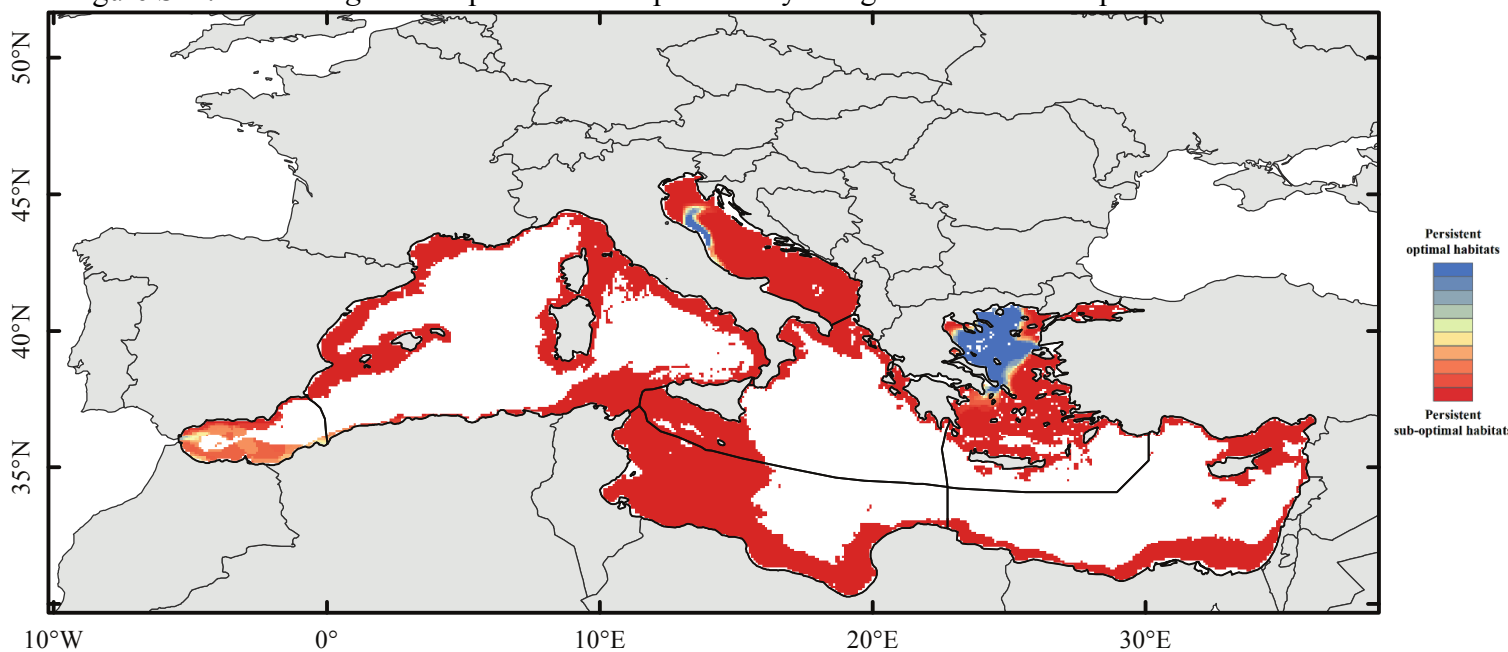 50°N
45°N
40°N
35°N
10°W 0° 10°E 20°E 30°E
Persistent
optimal habitats
Persistent
sub-optimal habitats